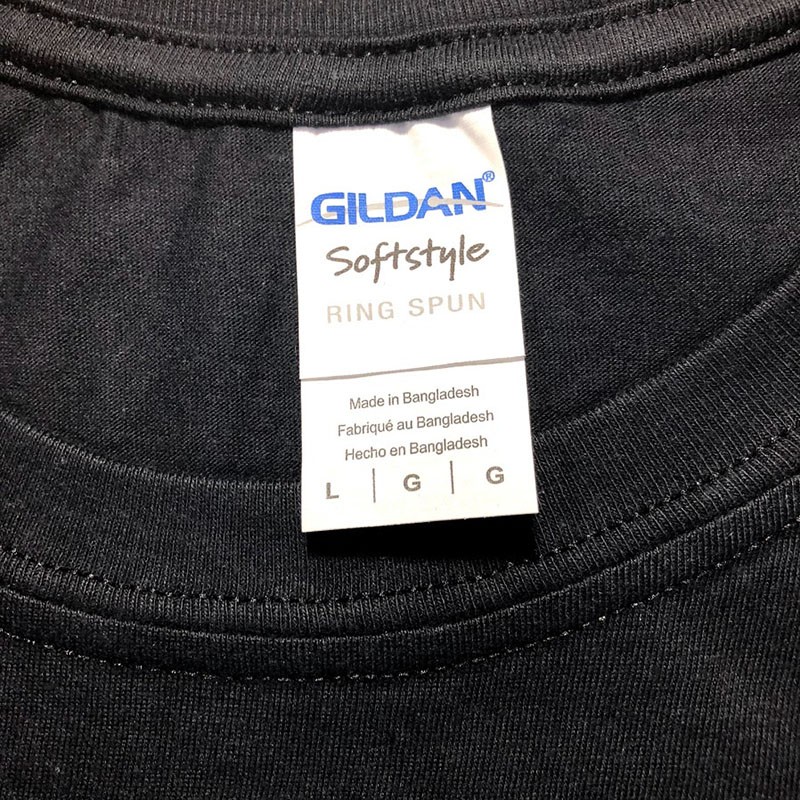 GILDAN®
Softstyle
RING SPUN
Made in Bangladesh
Fabriqué au Bangladesh
Hecho en Bangladesh
L | G | G